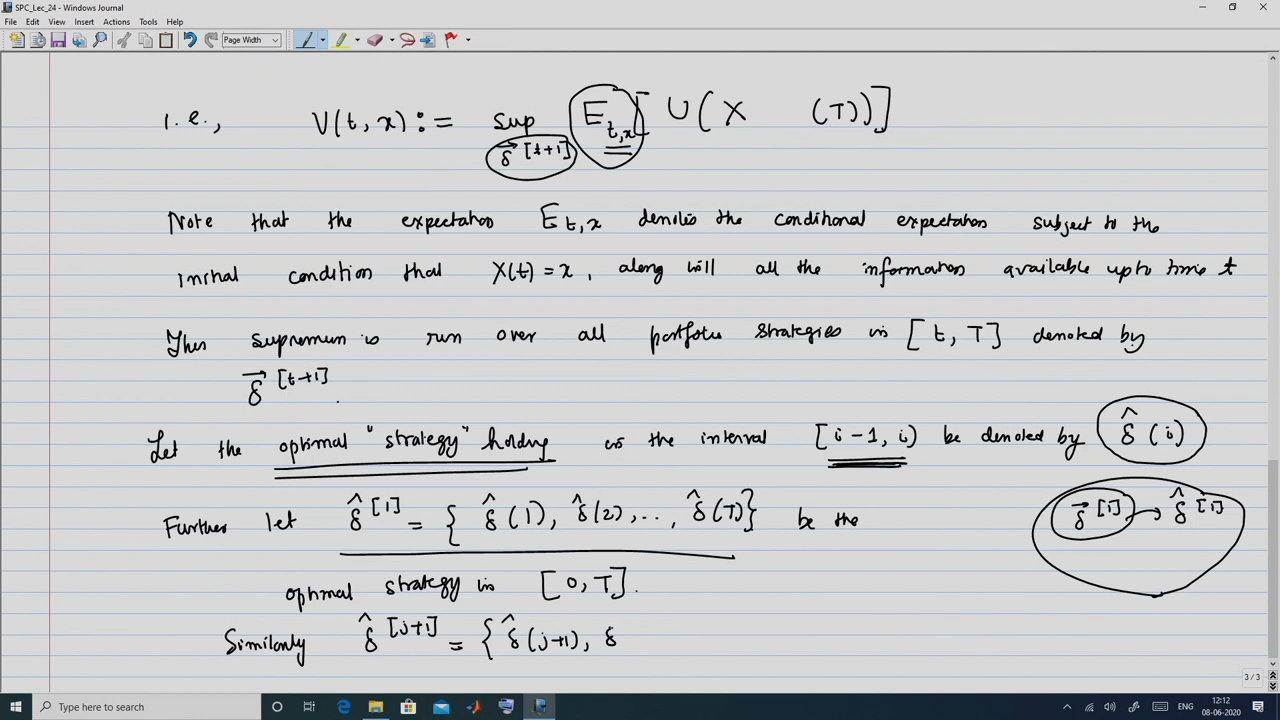 SPC_Lec_24 - Windows Journal
File Edit View Insert Actions Tools Help
Page Width
i.e., V(t, x) := sup E_{t,x} [ U( X (T)) ]
δ⃗ [t+1]
Note that the expectation E_{t,x} denotes the conditional expectation subject to the
initial condition that X(t) = x, along with all the information available upto time t
This supremum is run over all portfolio strategies in [t, T] denoted by
δ⃗ [t+1].
Let the optimal "strategy" holding in the interval [i-1, i) be denoted by δ̂(i)
Further let δ̂ [1] = { δ̂(1), δ̂(2), ..., δ̂(T)} be the
δ⃗ [1] → δ̂ [1]
optimal strategy in [0, T].
Similarly δ̂ [j+1] = { δ̂(j+1), δ
3 / 3
Type here to search
ENG
12:12
08-06-2020